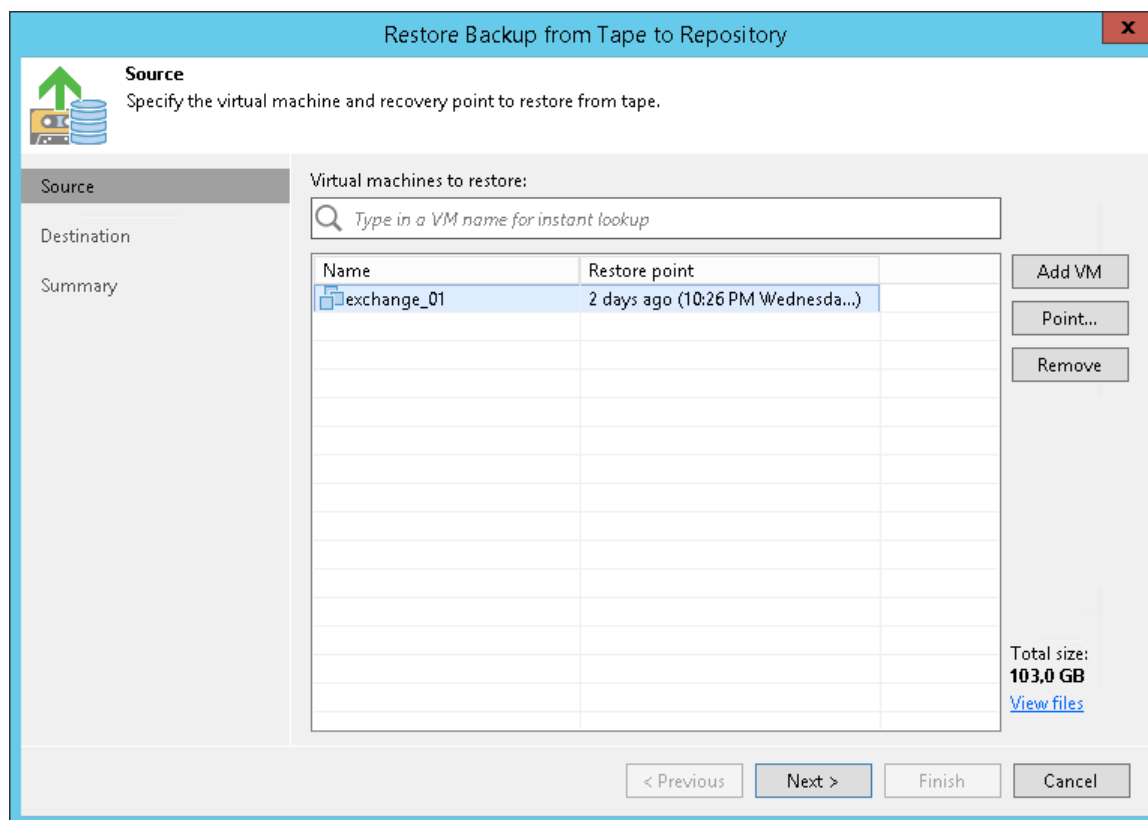 Restore Backup from Tape to Repository
x
Source
Specify the virtual machine and recovery point to restore from tape.
Source
Destination
Summary
Virtual machines to restore:
Type in a VM name for instant lookup
Name Restore point
exchange_01 2 days ago (10:26 PM Wednesda...)
Add VM
Point...
Remove
Total size:
103,0 GB
View files
< Previous Next > Finish Cancel